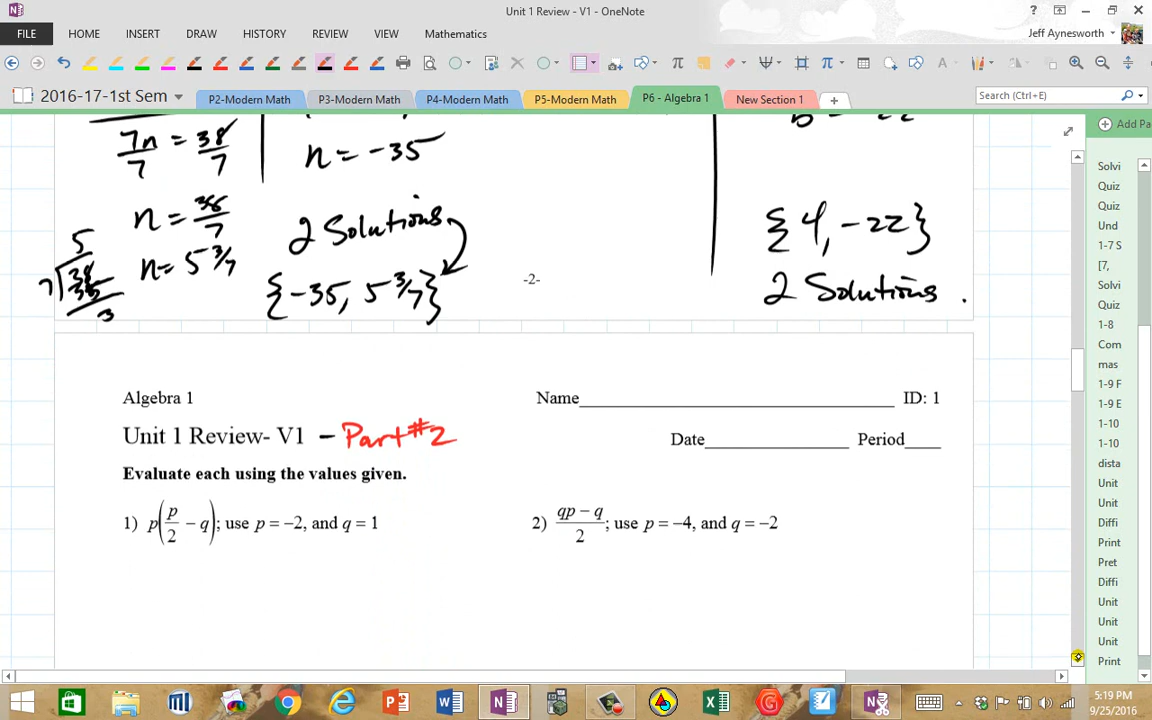 Unit 1 Review - V1 - OneNote
?
Jeff Aynesworth
FILE HOME INSERT DRAW HISTORY REVIEW VIEW Mathematics
2016-17-1st Sem
P2-Modern Math P3-Modern Math P4-Modern Math P5-Modern Math P6 - Algebra 1 New Section 1
Search (Ctrl+E)
Add Pa
7n/7 = 38/7
n = -35
n = 38/7
n = 5 3/7
5
7 38
35
3
2 Solutions
{-35, 5 3/7}
-2-
{4, -22}
2 Solutions .
Algebra 1
Name
ID: 1
Unit 1 Review- V1 - Part #2
Date
Period
Evaluate each using the values given.
1) p(p/2 − q); use p = −2, and q = 1
2) (qp − q)/2; use p = −4, and q = −2
Solvi
Quiz
Quiz
Und
1-7 S
[7,
Solvi
Quiz
1-8
Com
mas
1-9 F
1-9 E
1-10
1-10
dista
Unit
Unit
Diffi
Print
Pret
Diffi
Unit
Unit
Unit
Print
5:19 PM
9/25/2016